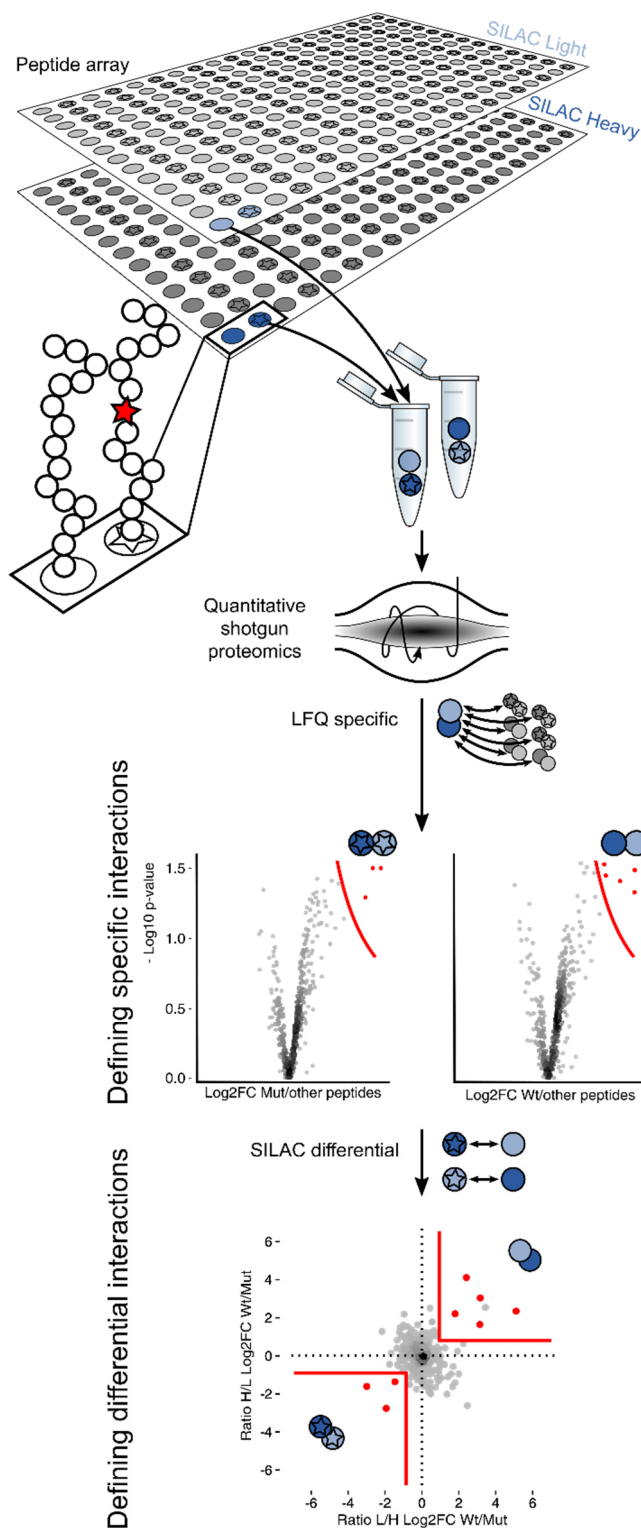 SILAC Light
Peptide array
SILAC Heavy
Quantitative
shotgun
proteomics
LFQ specific
Defining specific interactions
- Log10 p-value
1.5
1.0
0.5
0.0
Log2FC Mut/other peptides
Log2FC Wt/other peptides
SILAC differential
Defining differential interactions
Ratio H/L Log2FC Wt/Mut
6
4
2
0
-2
-4
-6
-6 -4 -2 0 2 4 6
Ratio L/H Log2FC Wt/Mut